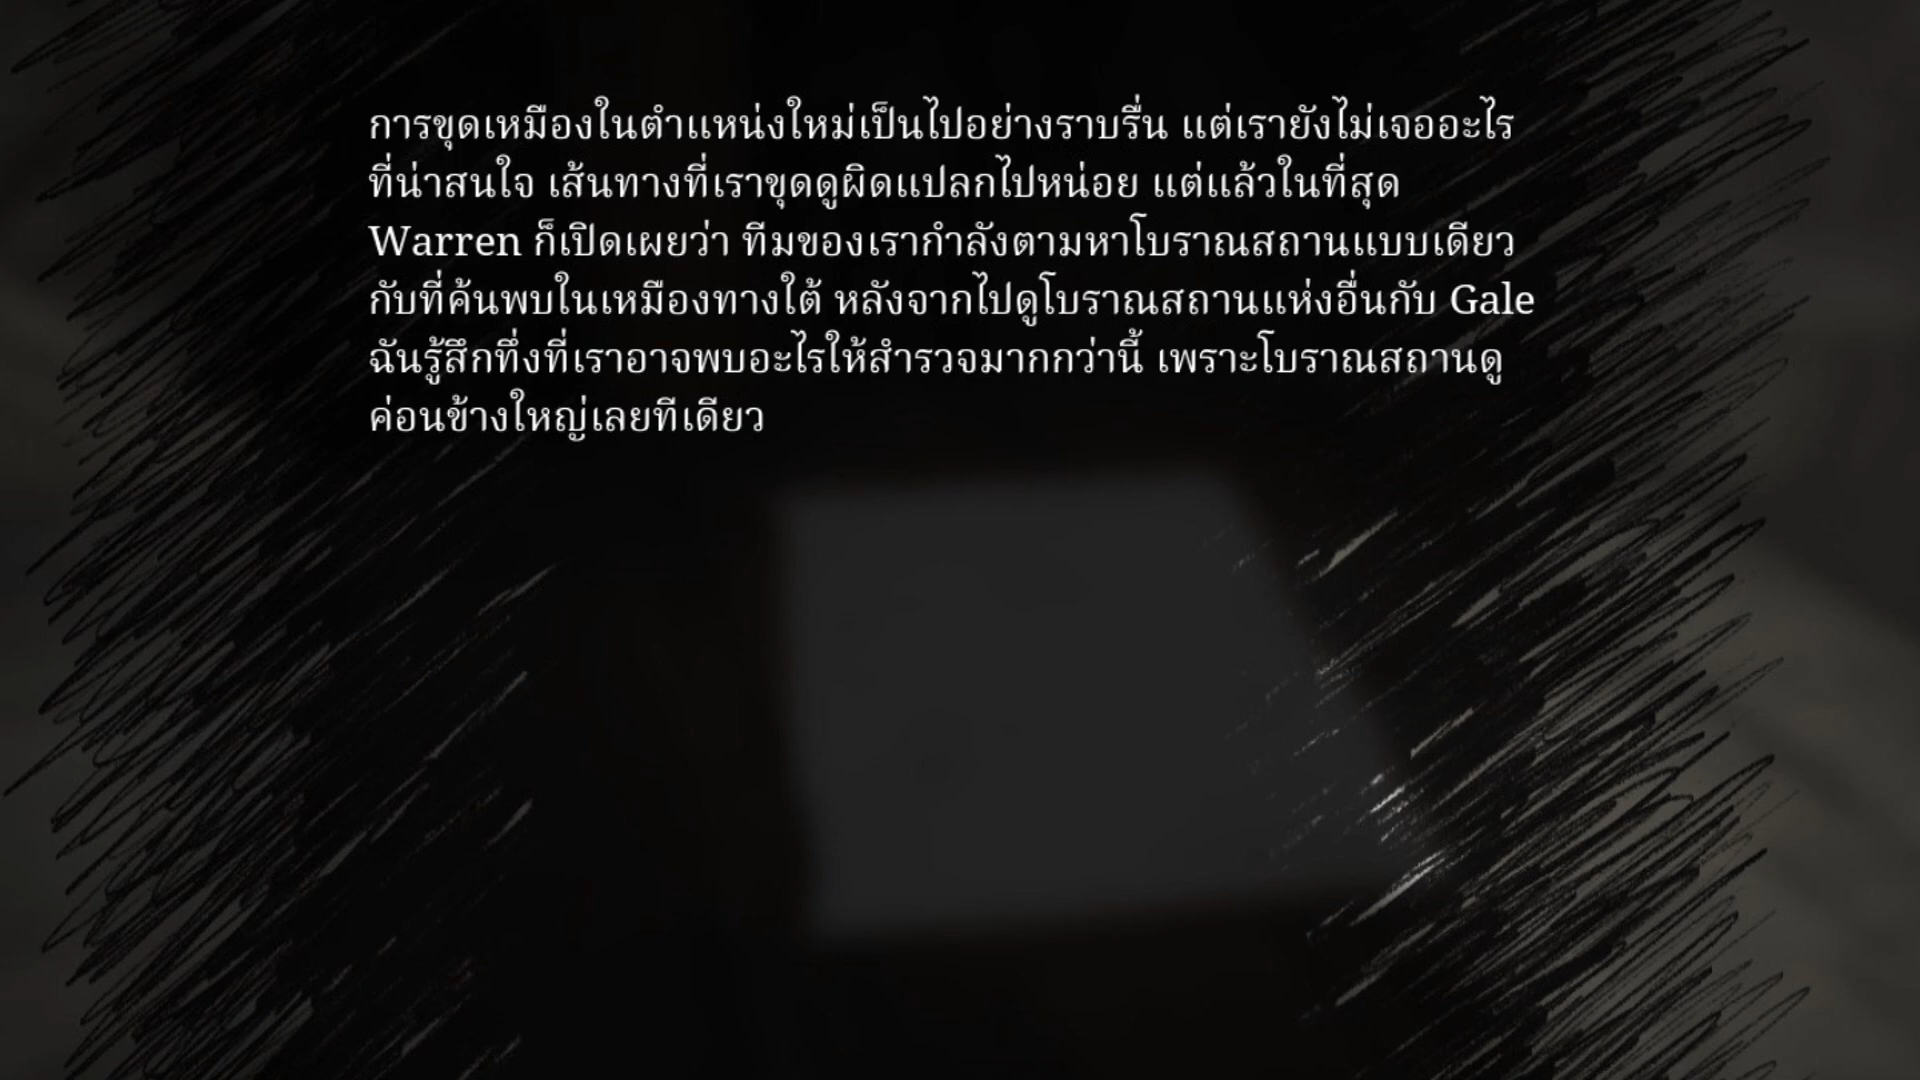 การขุดเหมืองในตำแหน่งใหม่เป็นไปอย่างราบรื่น แต่เรายังไม่เจออะไร
ที่น่าสนใจ เส้นทางที่เราขุดดูผิดแปลกไปหน่อย แต่แล้วในที่สุด
Warren ก็เปิดเผยว่า ทีมของเรากำลังตามหาโบราณสถานแบบเดียว
กับที่ค้นพบในเหมืองทางใต้ หลังจากไปดูโบราณสถานแห่งอื่นกับ Gale
ฉันรู้สึกทึ่งที่เราอาจพบอะไรให้สำรวจมากกว่านี้ เพราะโบราณสถานดู
ค่อนข้างใหญ่เลยทีเดียว